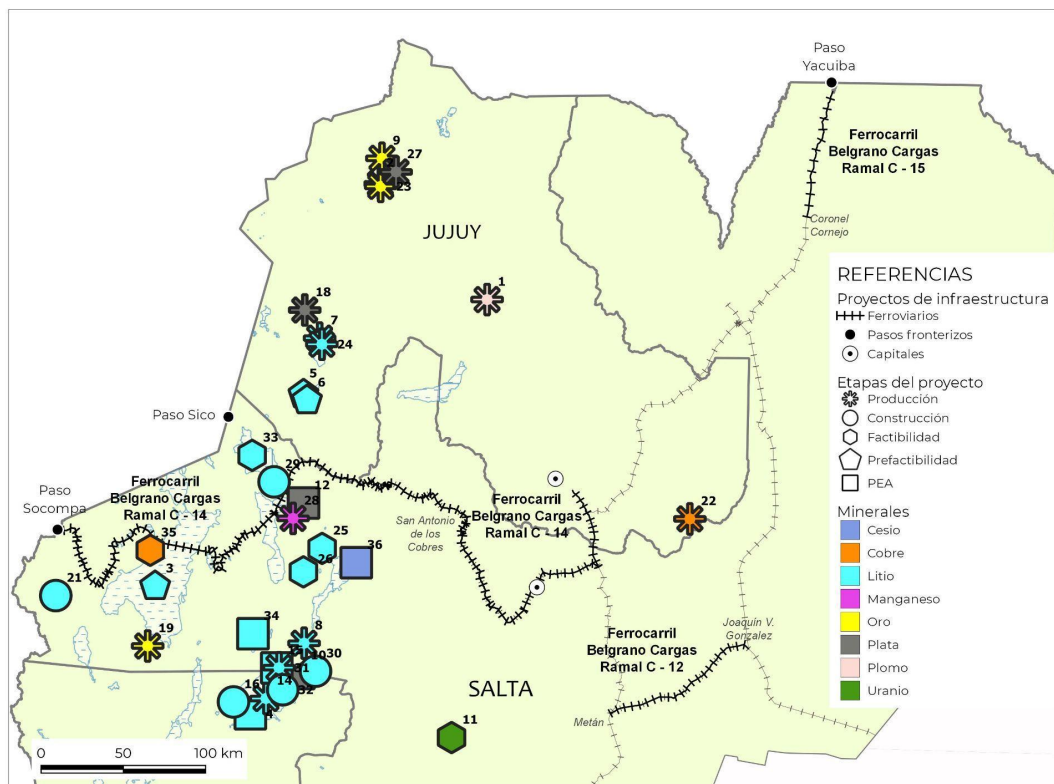 Paso
Yacuiba
Ferrocarril
Belgrano Cargas
Ramal C - 15
Coronel
Cornejo
9
27
2
23
JUJUY
1
18
7
24
5
6
Paso Sico
33
29
12
28
Paso
Socompa
Ferrocarril
Belgrano Cargas
Ramal C - 14
35
3
21
19
25
26
36
San Antonio
de los
Cobres
Ferrocarril
Belgrano Cargas
Ramal C - 14
22
34
8
10
30
31
14
32
16
4
Ferrocarril
Belgrano Cargas
Ramal C - 12
Joaquín V.
Gonzalez
Metán
SALTA
11
0 50 100 km
REFERENCIAS
Proyectos de infraestructura
Ferroviarios
Pasos fronterizos
Capitales
Etapas del proyecto
Producción
Construcción
Factibilidad
Prefactibilidad
PEA
Minerales
Cesio
Cobre
Litio
Manganeso
Oro
Plata
Plomo
Uranio